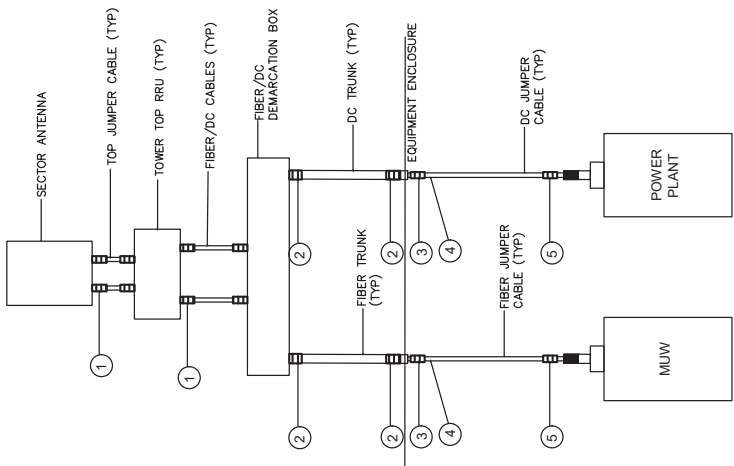 SECTOR ANTENNA
TOP JUMPER CABLE (TYP)
1
TOWER TOP RRU (TYP)
1
FIBER/DC CABLES (TYP)
FIBER/DC
DEMARCATION BOX
2
2
DC TRUNK (TYP)
FIBER TRUNK
(TYP)
2
2
EQUIPMENT ENCLOSURE
3
3
4
4
DC JUMPER
CABLE (TYP)
FIBER JUMPER
CABLE (TYP)
5
5
MUW
POWER
PLANT